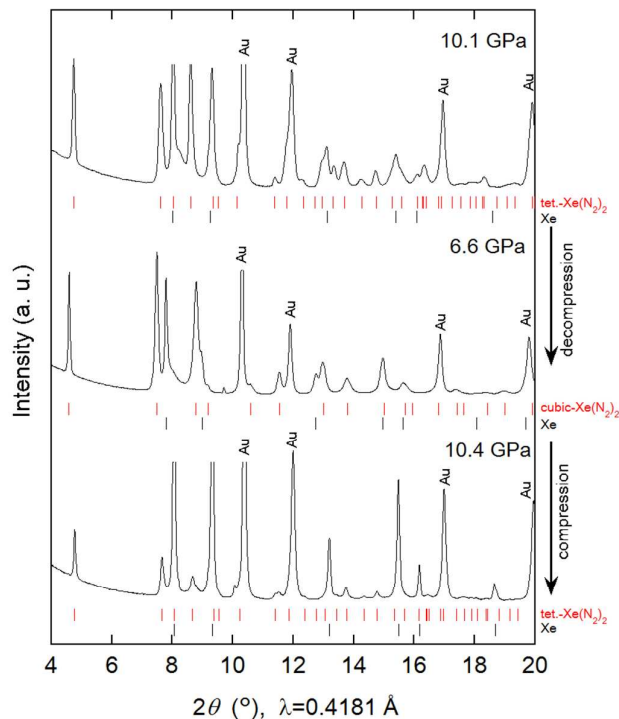 10.1 GPa
Au
Au
Au
Au
tet.-Xe(N₂)₂
Xe
6.6 GPa
decompression
Au
Au
Au
Au
cubic-Xe(N₂)₂
Xe
10.4 GPa
compression
Au
Au
Au
Au
tet.-Xe(N₂)₂
Xe
Intensity (a. u.)
4 6 8 10 12 14 16 18 20
2θ (º), λ=0.4181 Å